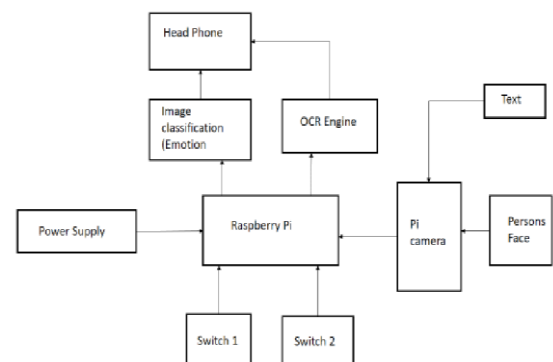 Head Phone
Text
Image
classification
(Emotion
OCR Engine
Power Supply
Raspberry Pi
Pi
camera
Persons
Face
Switch 1
Switch 2